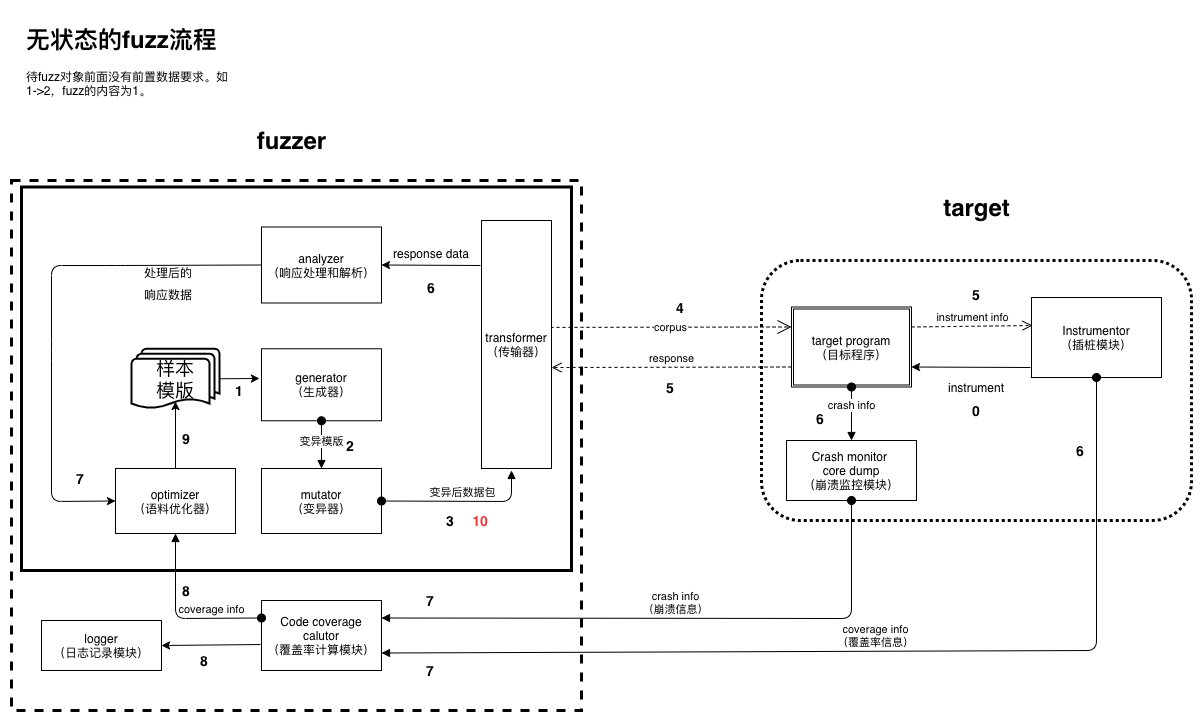 无状态的fuzz流程
待fuzz对象前面没有前置数据要求。如
1->2，fuzz的内容为1。
fuzzer
target
analyzer
（响应处理和解析）
response data
6
处理后的
响应数据
transformer
（传输器）
4
corpus
response
5
target program
（目标程序）
5
instrument info
Instrumentor
（插桩模块）
instrument
0
样本
模版
1
generator
（生成器）
变异模版
2
9
7
optimizer
（语料优化器）
mutator
（变异器）
变异后数据包
3
10
crash info
6
Crash monitor
core dump
（崩溃监控模块）
6
8
coverage info
Code coverage
calutor
（覆盖率计算模块）
logger
（日志记录模块）
8
7
crash info
（崩溃信息）
coverage info
（覆盖率信息）
7